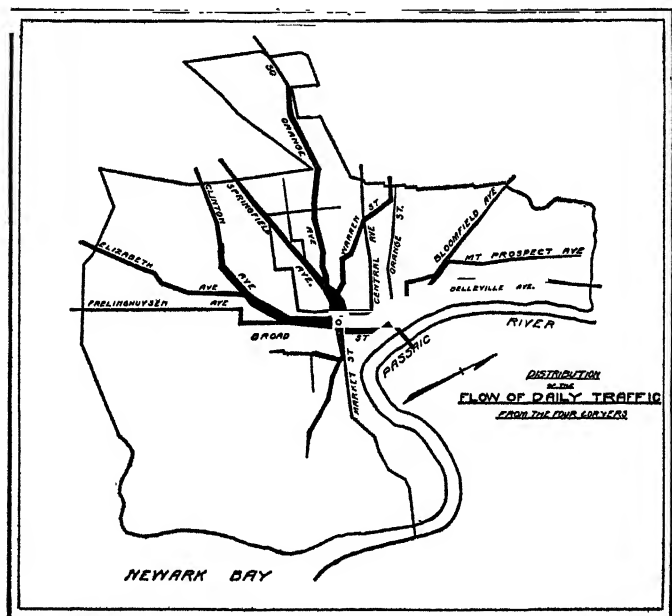 SO
ORANGE
AVE
CLINTON
AVE
SPRINGFIELD
AVE.
WARREN ST
CENTRAL AVE
ORANGE ST.
BLOOMFIELD AVE
MT PROSPECT AVE
BELLEVILLE AVE.
ELIZABETH
AVE
FRELINGHUYSEN
AVE
BROAD
ST
MARKET ST
PASSAIC
RIVER
DISTRIBUTION
OF THE
FLOW OF DAILY TRAFFIC
FROM THE FOUR CORNERS
NEWARK BAY